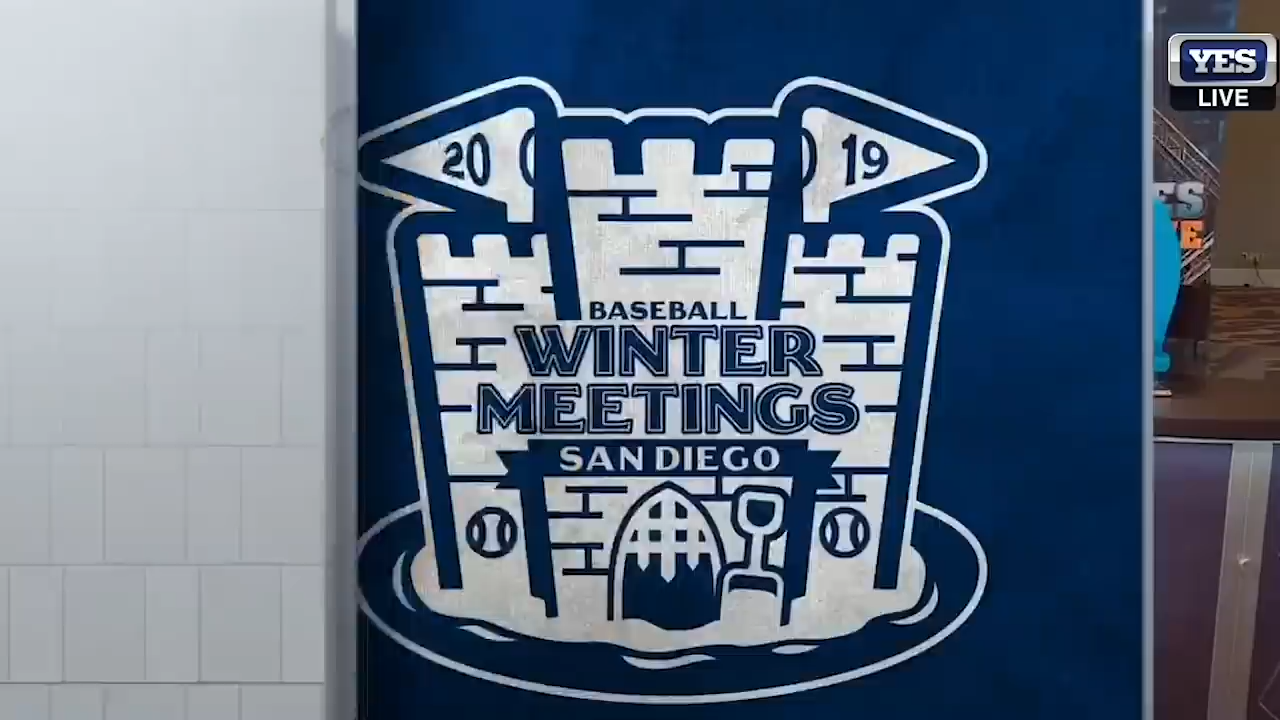 YES
LIVE
20 19
BASEBALL
WINTER
MEETINGS
SAN DIEGO